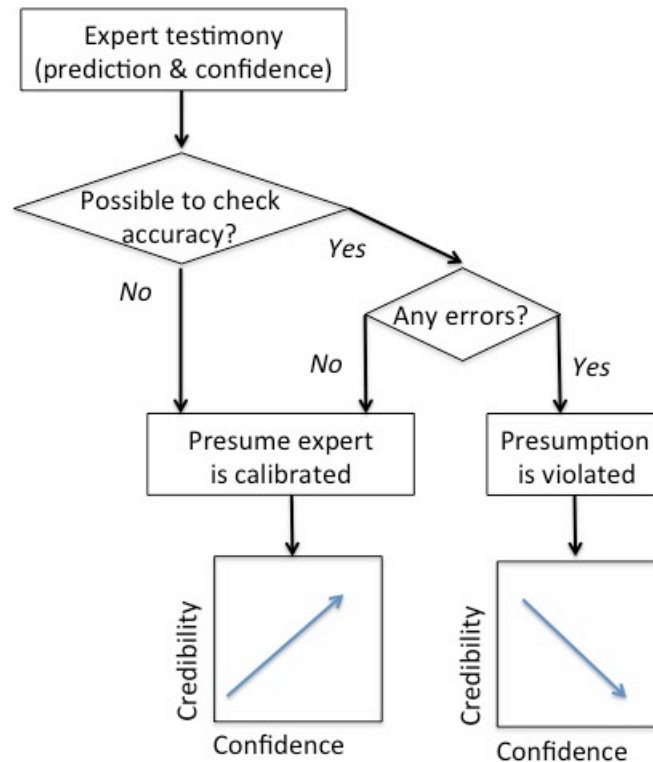 Expert testimony
(prediction & confidence)
Possible to check
accuracy?
Yes
No
Any errors?
No
Yes
Presume expert
is calibrated
Presumption
is violated
Credibility
Confidence
Credibility
Confidence